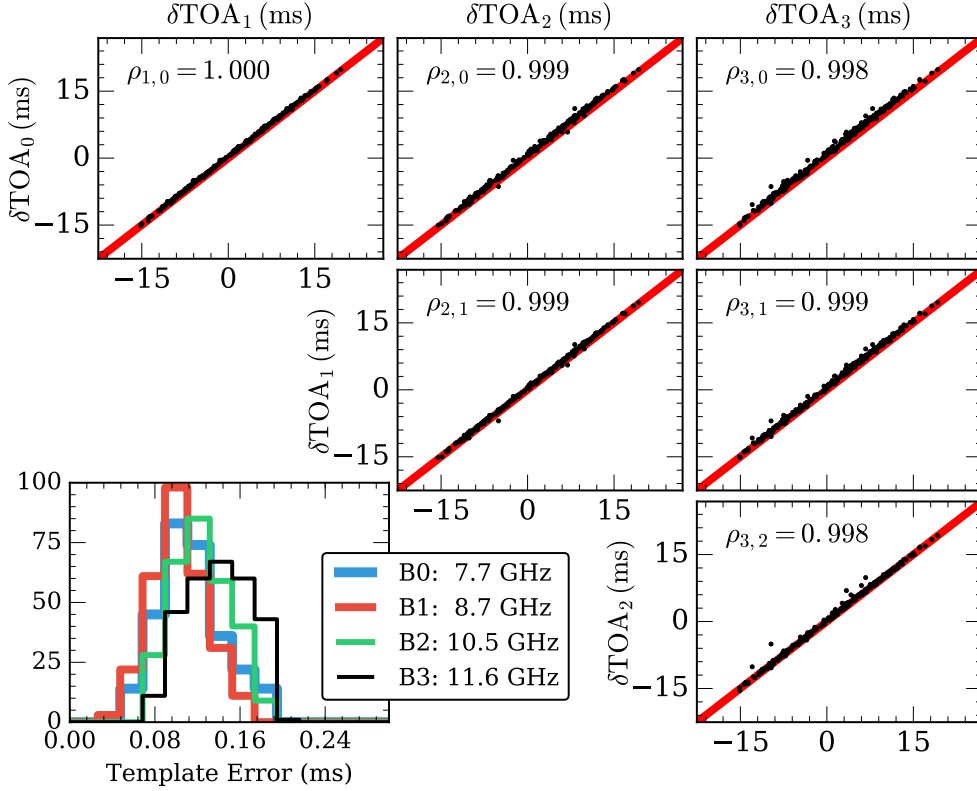 δTOA₁ (ms) δTOA₂ (ms) δTOA₃ (ms)
δTOA₀ (ms)
15
0
−15
ρ₁,₀ = 1.000
ρ₂,₀ = 0.999
ρ₃,₀ = 0.998
−15 0 15
δTOA₁ (ms)
15
0
−15
ρ₂,₁ = 0.999
ρ₃,₁ = 0.999
−15 0 15
δTOA₂ (ms)
15
0
−15
ρ₃,₂ = 0.998
−15 0 15
100
75
50
25
0
0.00 0.08 0.16 0.24
Template Error (ms)
B0: 7.7 GHz
B1: 8.7 GHz
B2: 10.5 GHz
B3: 11.6 GHz